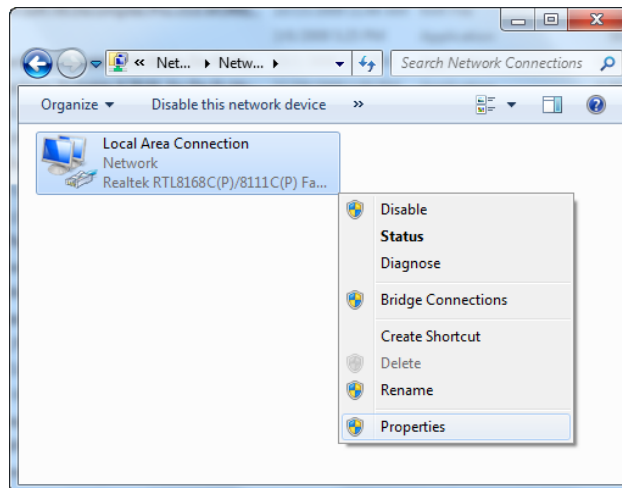 « Net... ▸ Netw... ▸
Search Network Connections
Organize
Disable this network device
»
Local Area Connection
Network
Realtek RTL8168C(P)/8111C(P) Fa...
Disable
Status
Diagnose
Bridge Connections
Create Shortcut
Delete
Rename
Properties